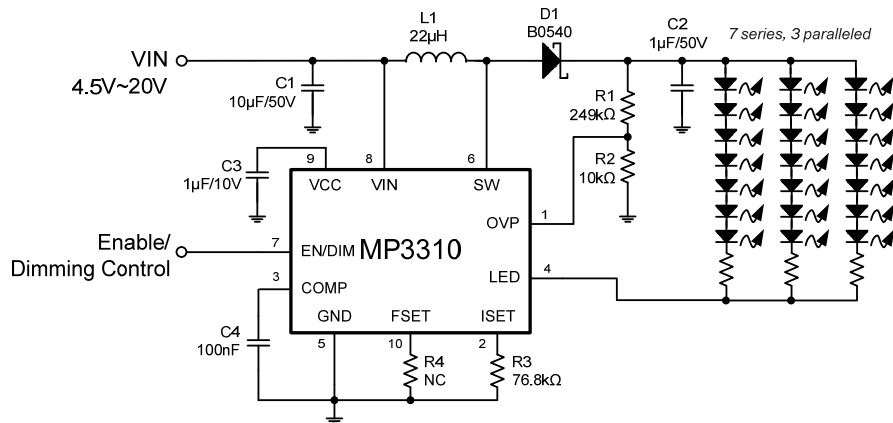 L1
22µH
D1
B0540
C2
1µF/50V
7 series, 3 paralleled
VIN
4.5V~20V
C1
10µF/50V
R1
249kΩ
R2
10kΩ
C3
1µF/10V
9
8
6
VCC
VIN
SW
OVP
1
Enable/
Dimming Control
7
EN/DIM
MP3310
LED
4
3
COMP
GND
FSET
ISET
C4
100nF
5
10
2
R4
NC
R3
76.8kΩ